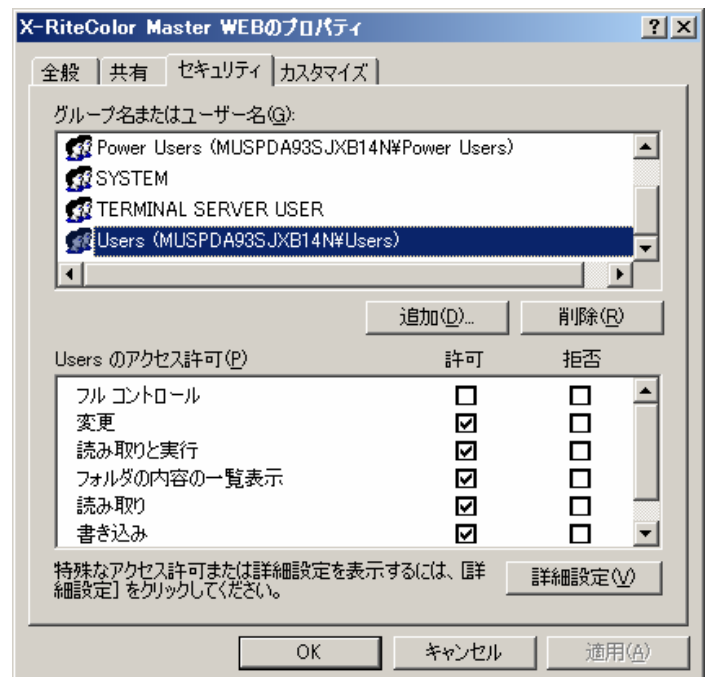 X-RiteColor Master WEBのプロパティ
全般 共有 セキュリティ カスタマイズ
グループ名またはユーザー名(G):
Power Users (MUSPDA93SJXB14N¥Power Users)
SYSTEM
TERMINAL SERVER USER
Users (MUSPDA93SJXB14N¥Users)
追加(D)... 削除(R)
Users のアクセス許可(P) 許可 拒否
フル コントロール
変更
読み取りと実行
フォルダの内容の一覧表示
読み取り
書き込み
特殊なアクセス許可または詳細設定を表示するには、[詳
細設定] をクリックしてください。
詳細設定(V)
OK キャンセル 適用(A)